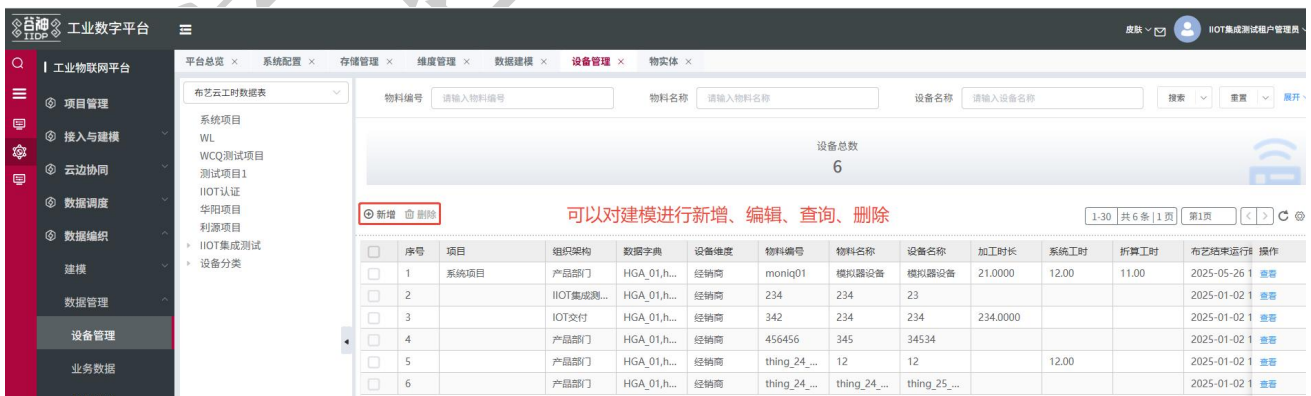 谷神 IIDP 工业数字平台 皮肤 IIOT集成测试租户管理员
工业物联网平台 平台总览 × 系统配置 × 存储管理 × 维度管理 × 数据建模 × 设备管理 × 物实体 ×
项目管理
接入与建模
云边协同
数据调度
数据编织
建模
数据管理
设备管理
业务数据
布艺云工时数据表
系统项目
WL
WCQ测试项目
测试项目1
IIOT认证
华阳项目
利源项目
IIOT集成测试
设备分类
物料编号 请输入物料编号 物料名称 请输入物料名称 设备名称 请输入设备名称 搜索 重置 展开
设备总数
6
新增 删除 可以对建模进行新增、编辑、查询、删除 1-30 共6条 1页 第1页
序号 项目 组织架构 数据字典 设备维度 物料编号 物料名称 设备名称 加工时长 系统工时 折算工时 布艺结束运行时 操作
1 系统项目 产品部门 HGA_01,h... 经销商 moniq01 模拟器设备 模拟器设备 21.0000 12.00 11.00 2025-05-26 1 查看
2 IIOT集成测... HGA_01,h... 经销商 234 234 23 2025-01-02 1 查看
3 IOT交付 HGA_01,h... 经销商 342 234 234 234.0000 2025-01-02 1 查看
4 产品部门 HGA_01,h... 经销商 456456 345 34534 2025-01-02 1 查看
5 产品部门 HGA_01,h... 经销商 thing_24_... 12 12 12.00 2025-01-02 1 查看
6 产品部门 HGA_01,h... 经销商 thing_24_... thing_24_... thing_25_... 2025-01-02 1 查看